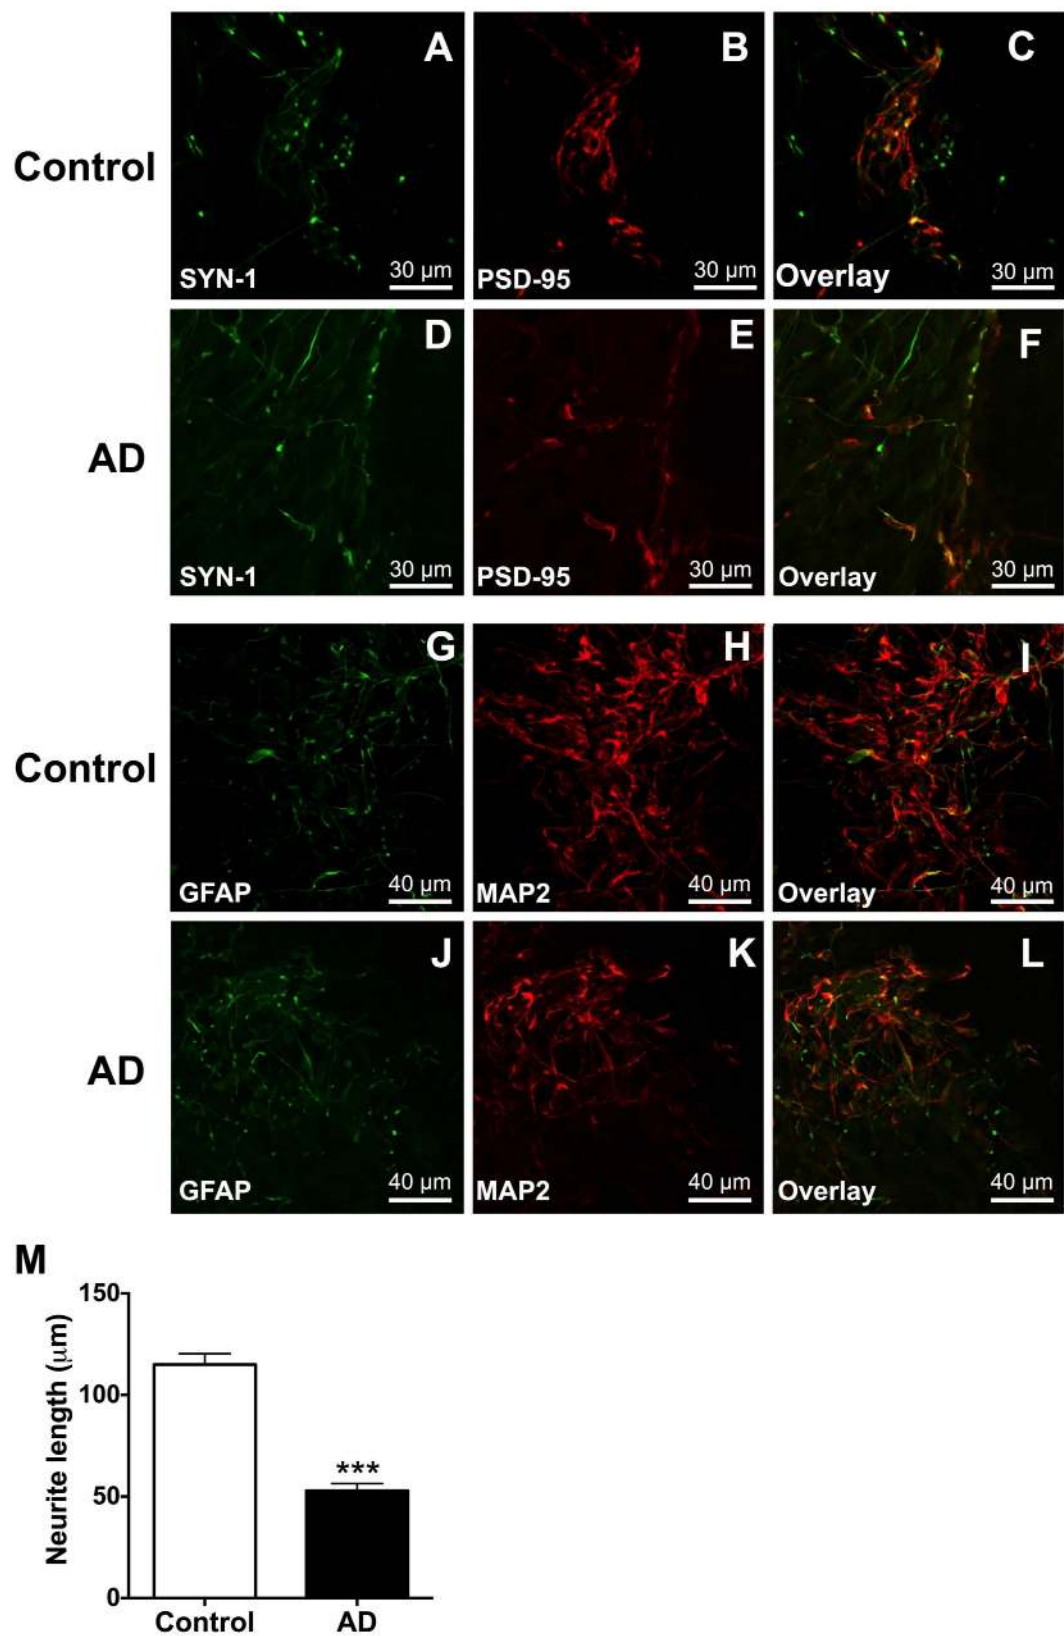 A
B
C
Control
SYN-1
30 µm
PSD-95
30 µm
Overlay
30 µm
D
E
F
AD
SYN-1
30 µm
PSD-95
30 µm
Overlay
30 µm
G
H
I
Control
GFAP
40 µm
MAP2
40 µm
Overlay
40 µm
J
K
L
AD
GFAP
40 µm
MAP2
40 µm
Overlay
40 µm
M
Neurite length (µm)
150
100
50
0
***
Control
AD